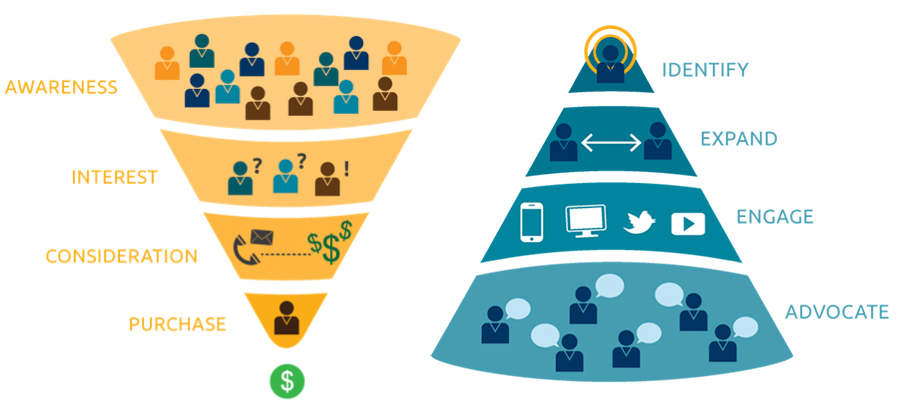 AWARENESS
INTEREST
? ? !
CONSIDERATION
$ $ $
PURCHASE
$
IDENTIFY
EXPAND
ENGAGE
ADVOCATE